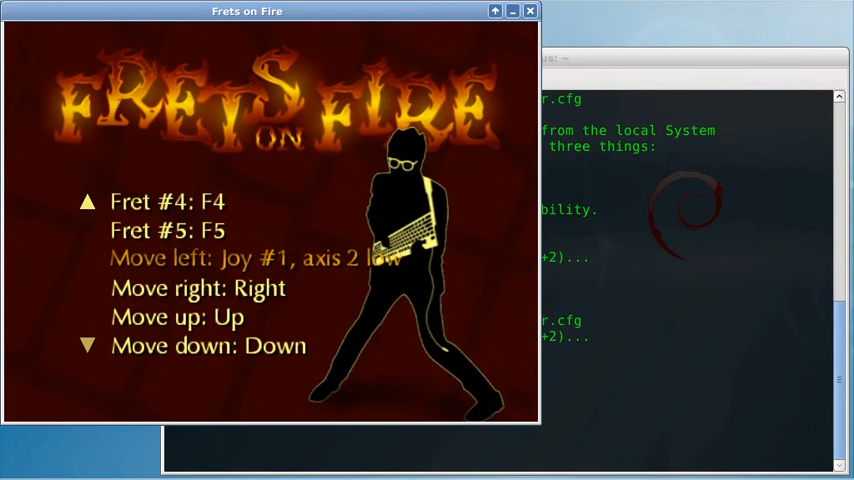 Frets on Fire
FRETS
ON
FIRE
Fret #4: F4
Fret #5: F5
Move left: Joy #1, axis 2 low
Move right: Right
Move up: Up
Move down: Down
us: ~
r.cfg
from the local System
three things:
bility.
+2)...
r.cfg
+2)...